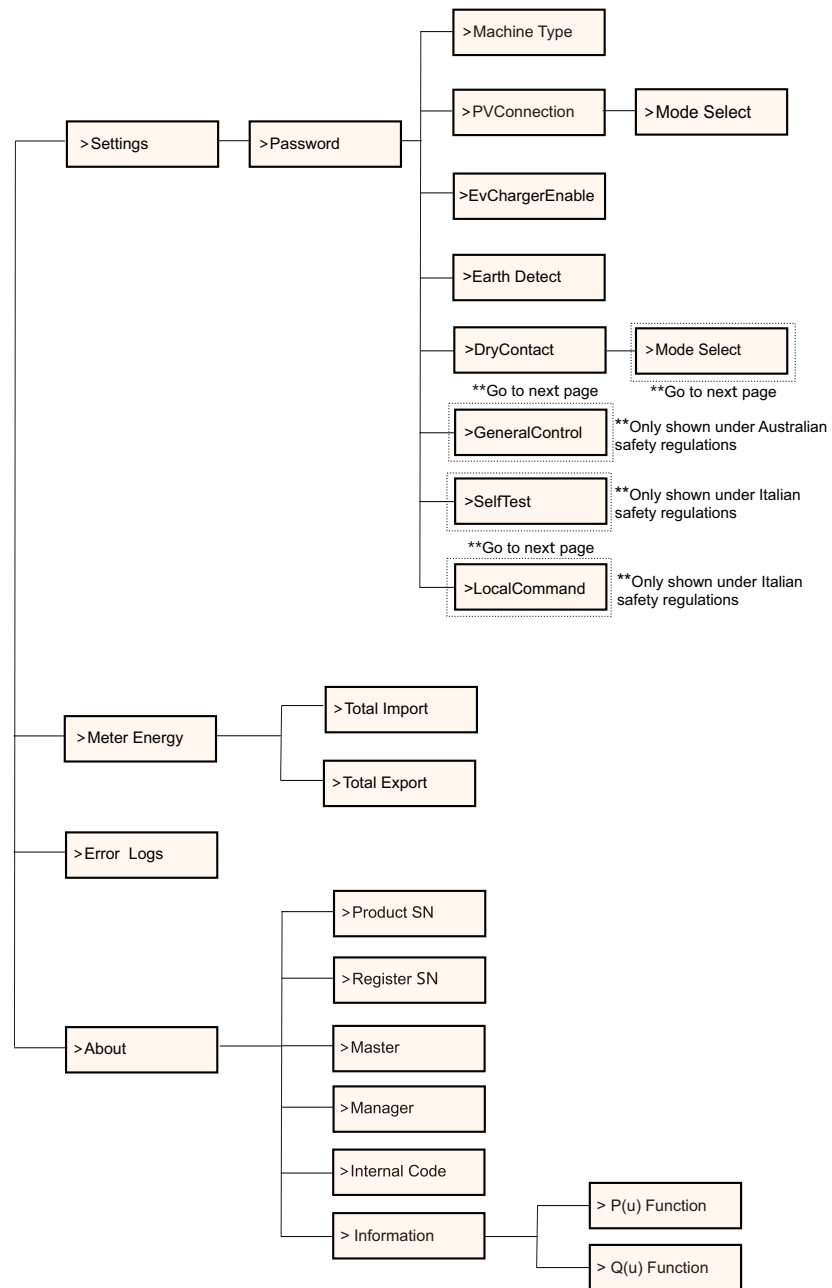 >Machine Type
>PVConnection
>Mode Select
>Settings
>Password
>EvChargerEnable
>Earth Detect
>DryContact
>Mode Select
**Go to next page
**Go to next page
>GeneralControl
**Only shown under Australian
safety regulations
>SelfTest
**Only shown under Italian
safety regulations
**Go to next page
>LocalCommand
**Only shown under Italian
safety regulations
>Meter Energy
>Total Import
>Total Export
>Error Logs
>About
>Product SN
>Register SN
>Master
>Manager
>Internal Code
> Information
> P(u) Function
> Q(u) Function